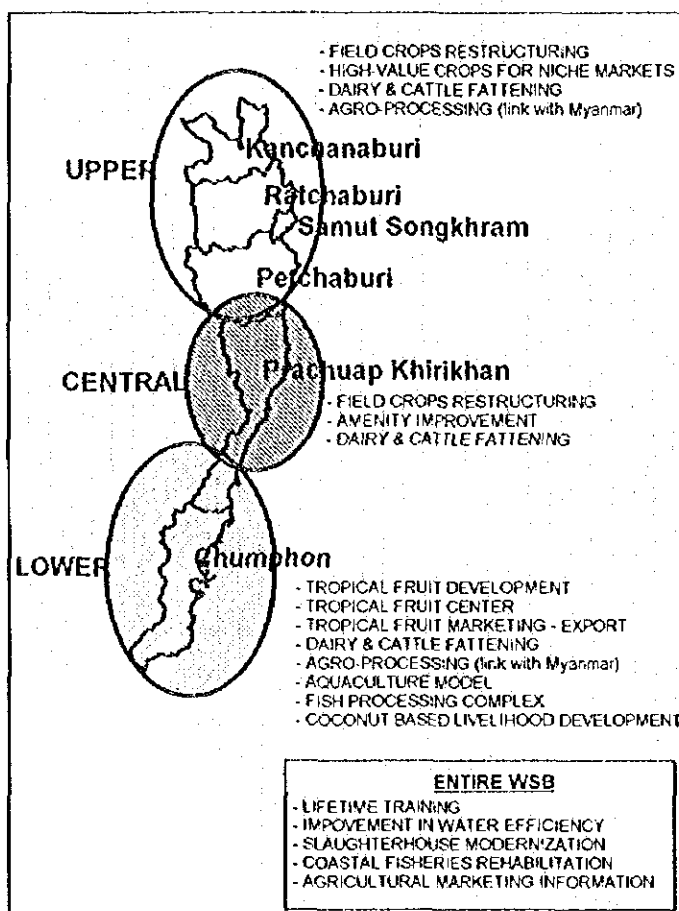 - FIELD CROPS RESTRUCTURING
- HIGH-VALUE CROPS FOR NICHE MARKETS
- DAIRY & CATTLE FATTENING
- AGRO-PROCESSING (link with Myanmar)
UPPER
Kanchanaburi
Ratchaburi
Samut Songkhram
Petchaburi
CENTRAL
Prachuap Khirikhan
- FIELD CROPS RESTRUCTURING
- AMENITY IMPROVEMENT
- DAIRY & CATTLE FATTENING
LOWER
Chumphon
- TROPICAL FRUIT DEVELOPMENT
- TROPICAL FRUIT CENTER
- TROPICAL FRUIT MARKETING - EXPORT
- DAIRY & CATTLE FATTENING
- AGRO-PROCESSING (link with Myanmar)
- AQUACULTURE MODEL
- FISH PROCESSING COMPLEX
- COCONUT BASED LIVELIHOOD DEVELOPMENT
ENTIRE WSB
- LIFETIVE TRAINING
- IMPOVEMENT IN WATER EFFICIENCY
- SLAUGHTERHOUSE MODERNIZATION
- COASTAL FISHERIES REHABILITATION
- AGRICULTURAL MARKETING INFORMATION